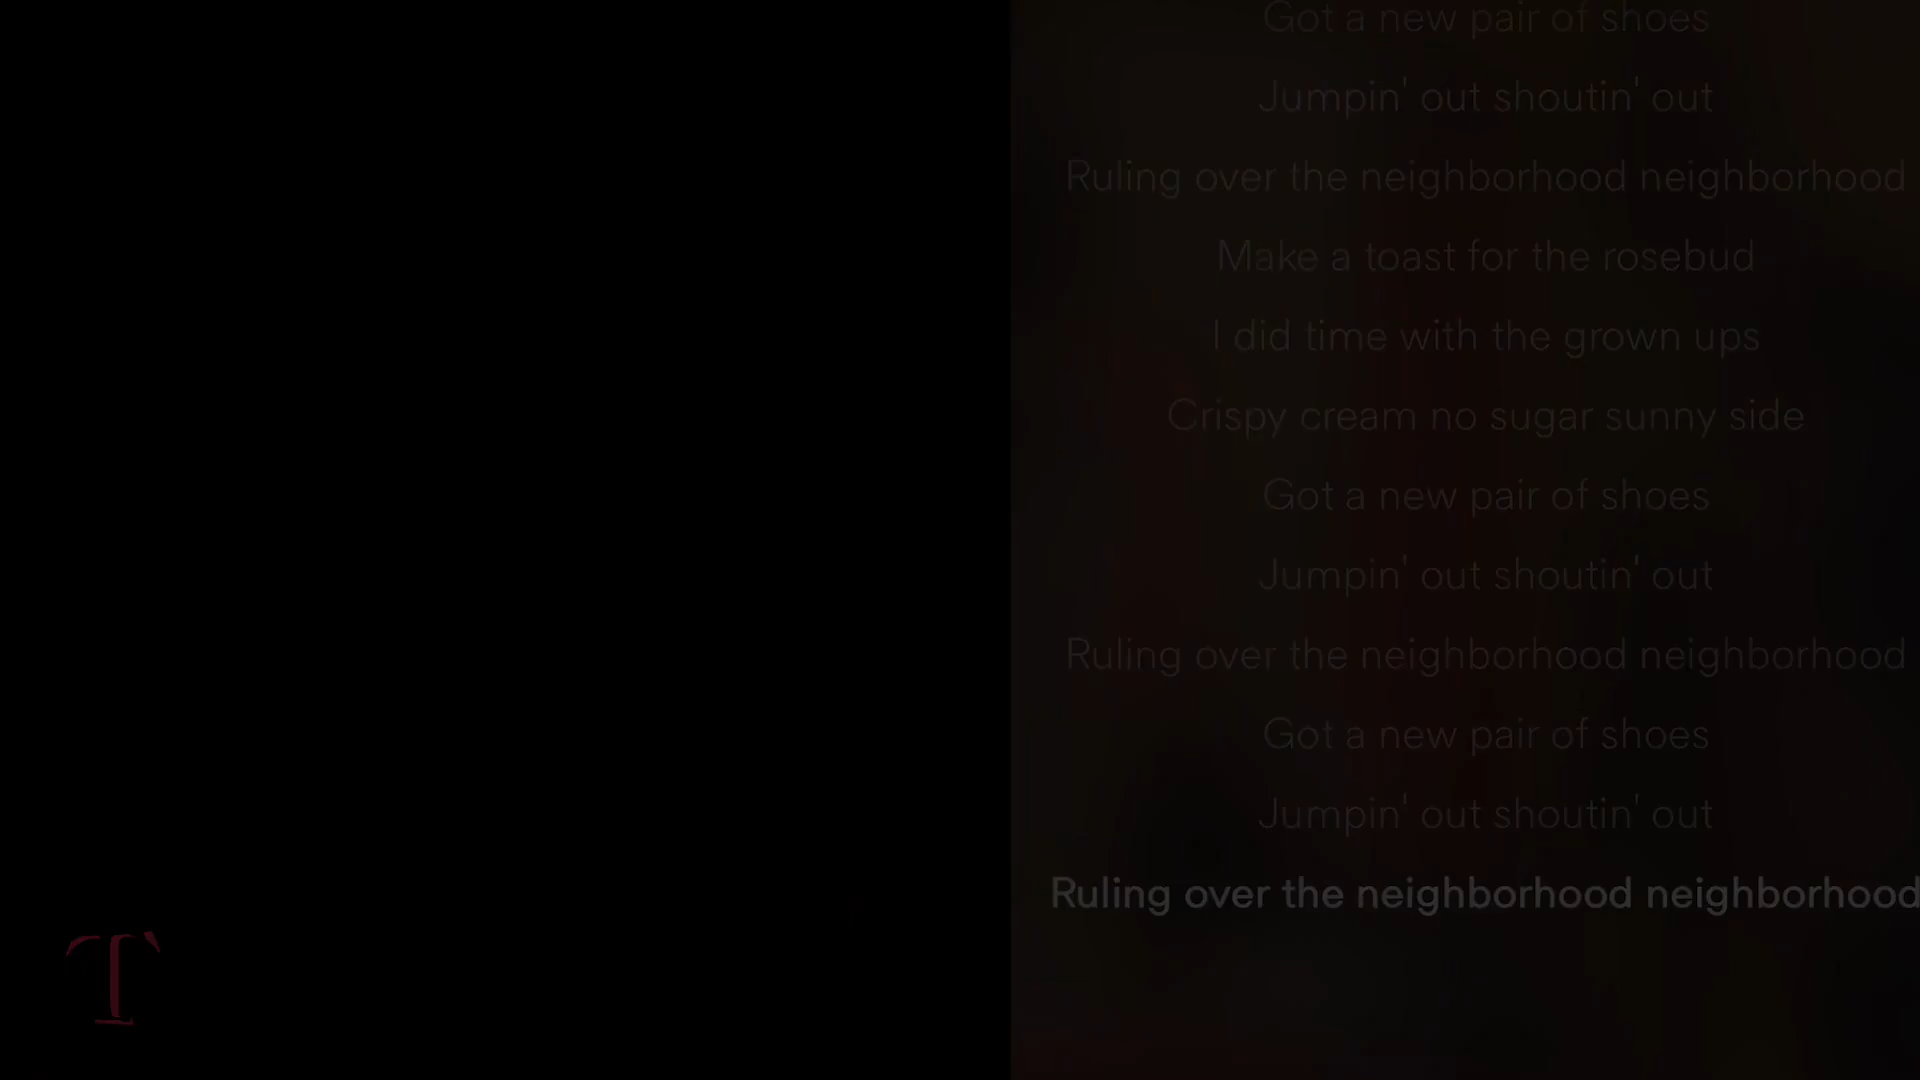 Got a new pair of shoes
Jumpin' out shoutin' out
Ruling over the neighborhood neighborhood
Make a toast for the rosebud
I did time with the grown ups
Crispy cream no sugar sunny side
Got a new pair of shoes
Jumpin' out shoutin' out
Ruling over the neighborhood neighborhood
Got a new pair of shoes
Jumpin' out shoutin' out
Ruling over the neighborhood neighborhood
T